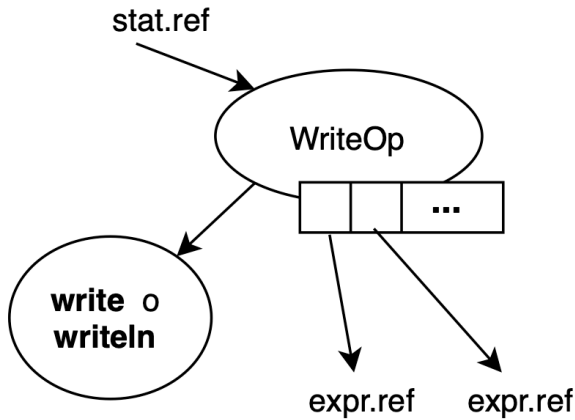 stat.ref
WriteOp
...
write o
writeln
expr.ref expr.ref